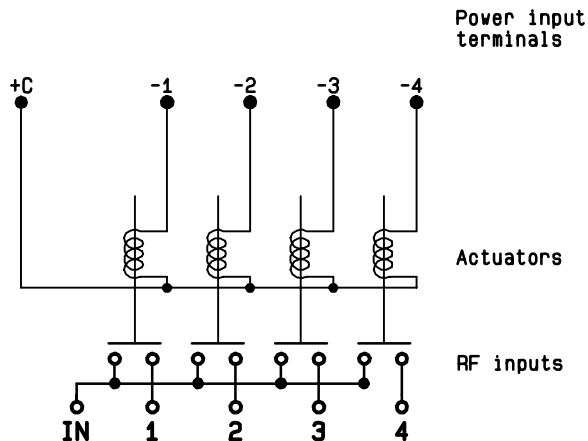 Power input
terminals
+C -1 -2 -3 -4
Actuators
RF inputs
IN 1 2 3 4